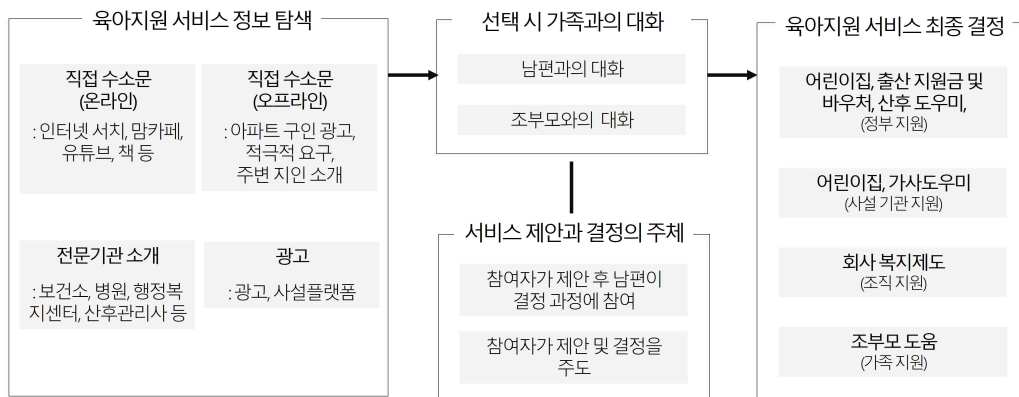 육아지원 서비스 정보 탐색
직접 수소문
(온라인)
: 인터넷 서치, 맘카페,
유튜브, 책 등
직접 수소문
(오프라인)
: 아파트 구인 광고,
적극적 요구,
주변 지인 소개
전문기관 소개
: 보건소, 병원, 행정복
지센터, 산후관리사 등
광고
: 광고, 사설플랫폼
선택 시 가족과의 대화
남편과의 대화
조부모와의 대화
서비스 제안과 결정의 주체
참여자가 제안 후 남편이
결정 과정에 참여
참여자가 제안 및 결정을
주도
육아지원 서비스 최종 결정
어린이집, 출산 지원금 및
바우처, 산후 도우미,
(정부 지원)
어린이집, 가사도우미
(사설 기관 지원)
회사 복지제도
(조직 지원)
조부모 도움
(가족 지원)